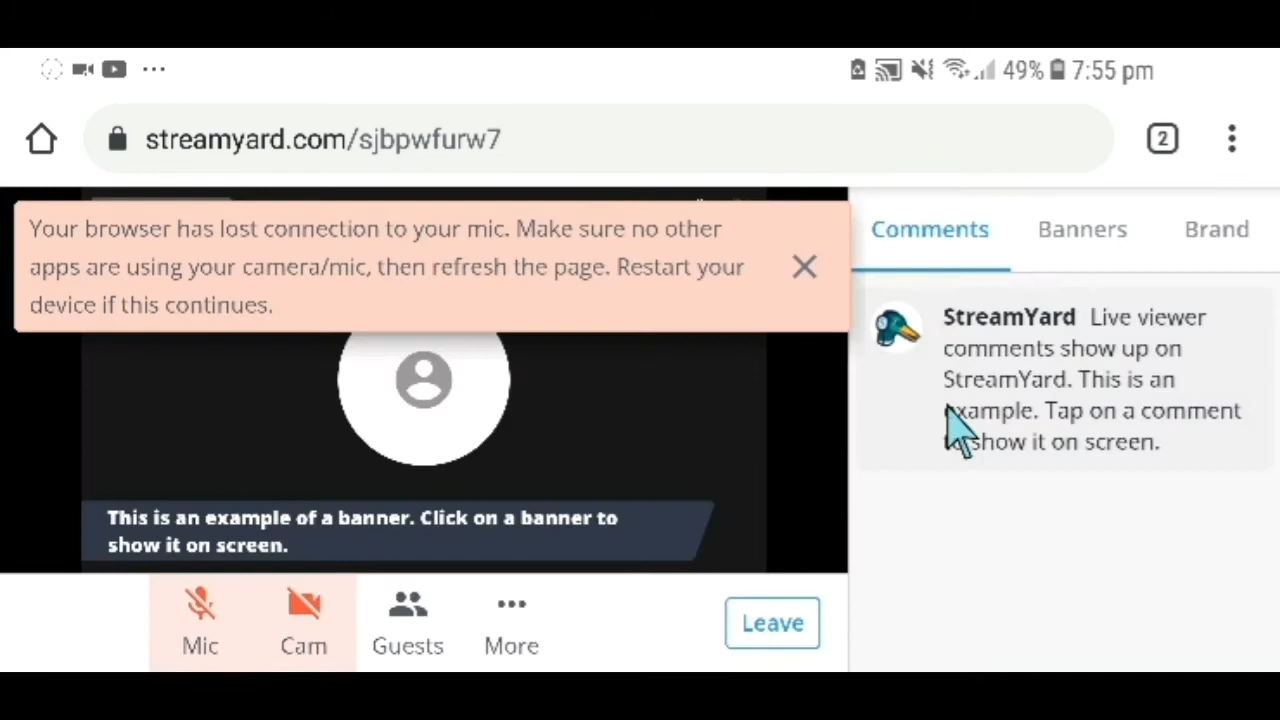 49% 7:55 pm
streamyard.com/sjbpwfurw7
2
Your browser has lost connection to your mic. Make sure no other
apps are using your camera/mic, then refresh the page. Restart your
device if this continues.
This is an example of a banner. Click on a banner to
show it on screen.
Mic Cam Guests More
Leave
Comments Banners Brand
StreamYard Live viewer
comments show up on
StreamYard. This is an
example. Tap on a comment
to show it on screen.